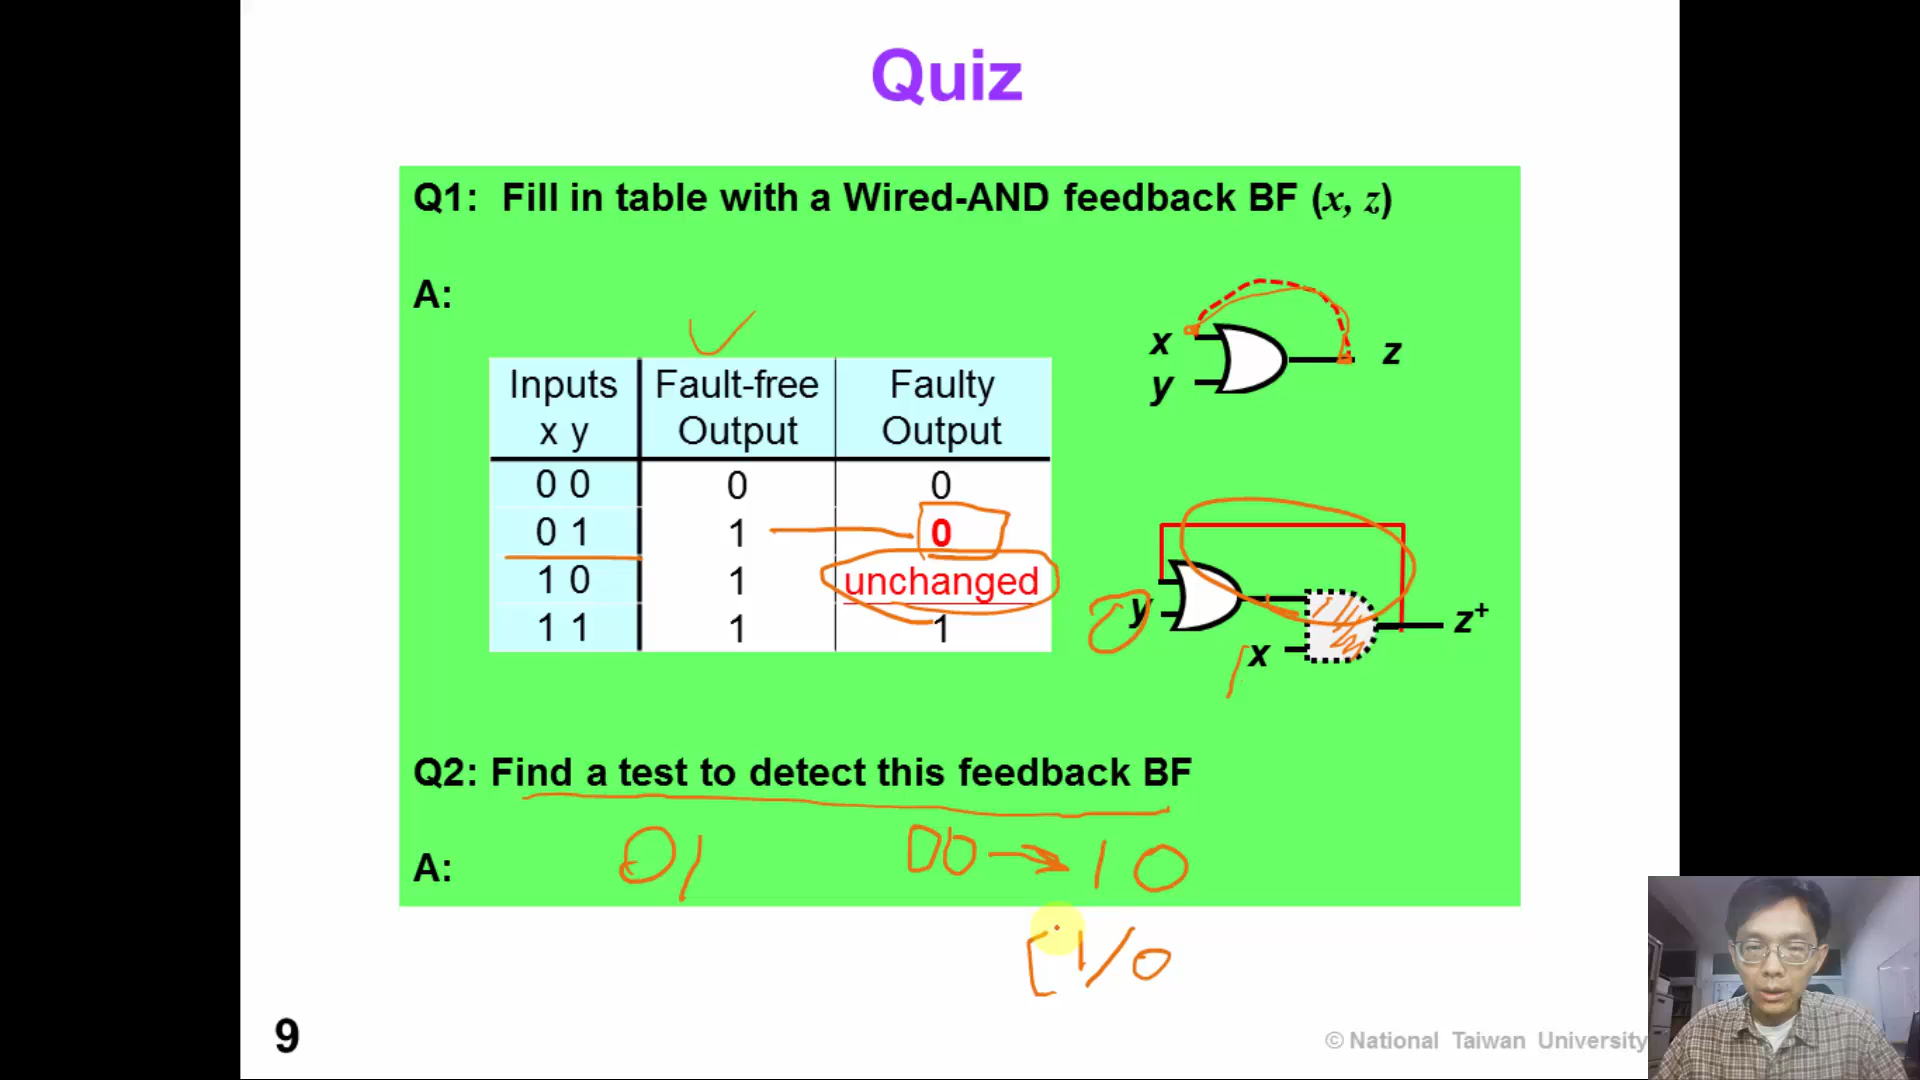 Quiz
Q1: Fill in table with a Wired-AND feedback BF (x, z)
A:
Inputs x y | Fault-free Output | Faulty Output
0 0 | 0 | 0
0 1 | 1 | 0
1 0 | 1 | unchanged
1 1 | 1 | 1
x
y
z
0 y
1 x
z+
Q2: Find a test to detect this feedback BF
A: 01 00 → 10
[1/0
9
© National Taiwan University